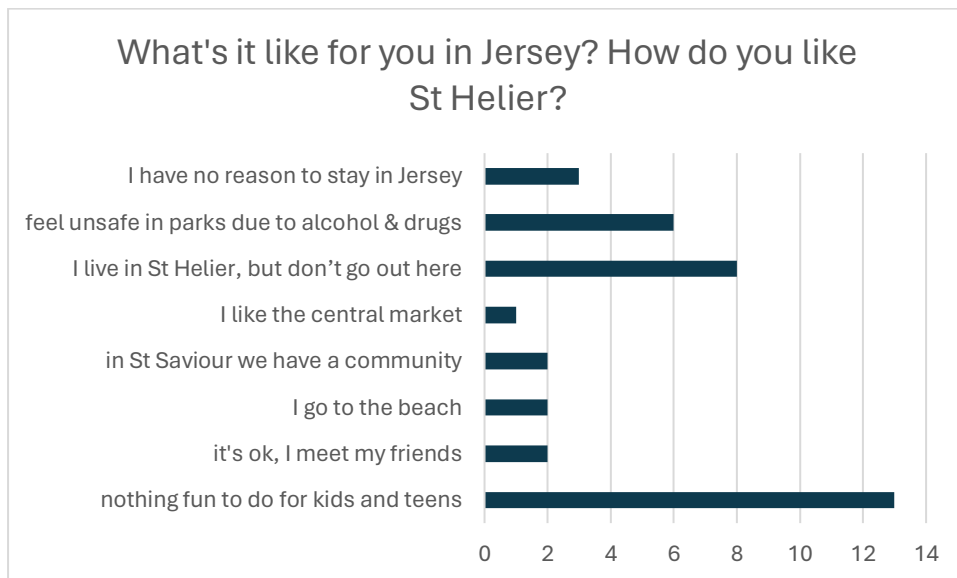 What's it like for you in Jersey? How do you like
St Helier?
I have no reason to stay in Jersey
feel unsafe in parks due to alcohol & drugs
I live in St Helier, but don’t go out here
I like the central market
in St Saviour we have a community
I go to the beach
it's ok, I meet my friends
nothing fun to do for kids and teens
0 2 4 6 8 10 12 14